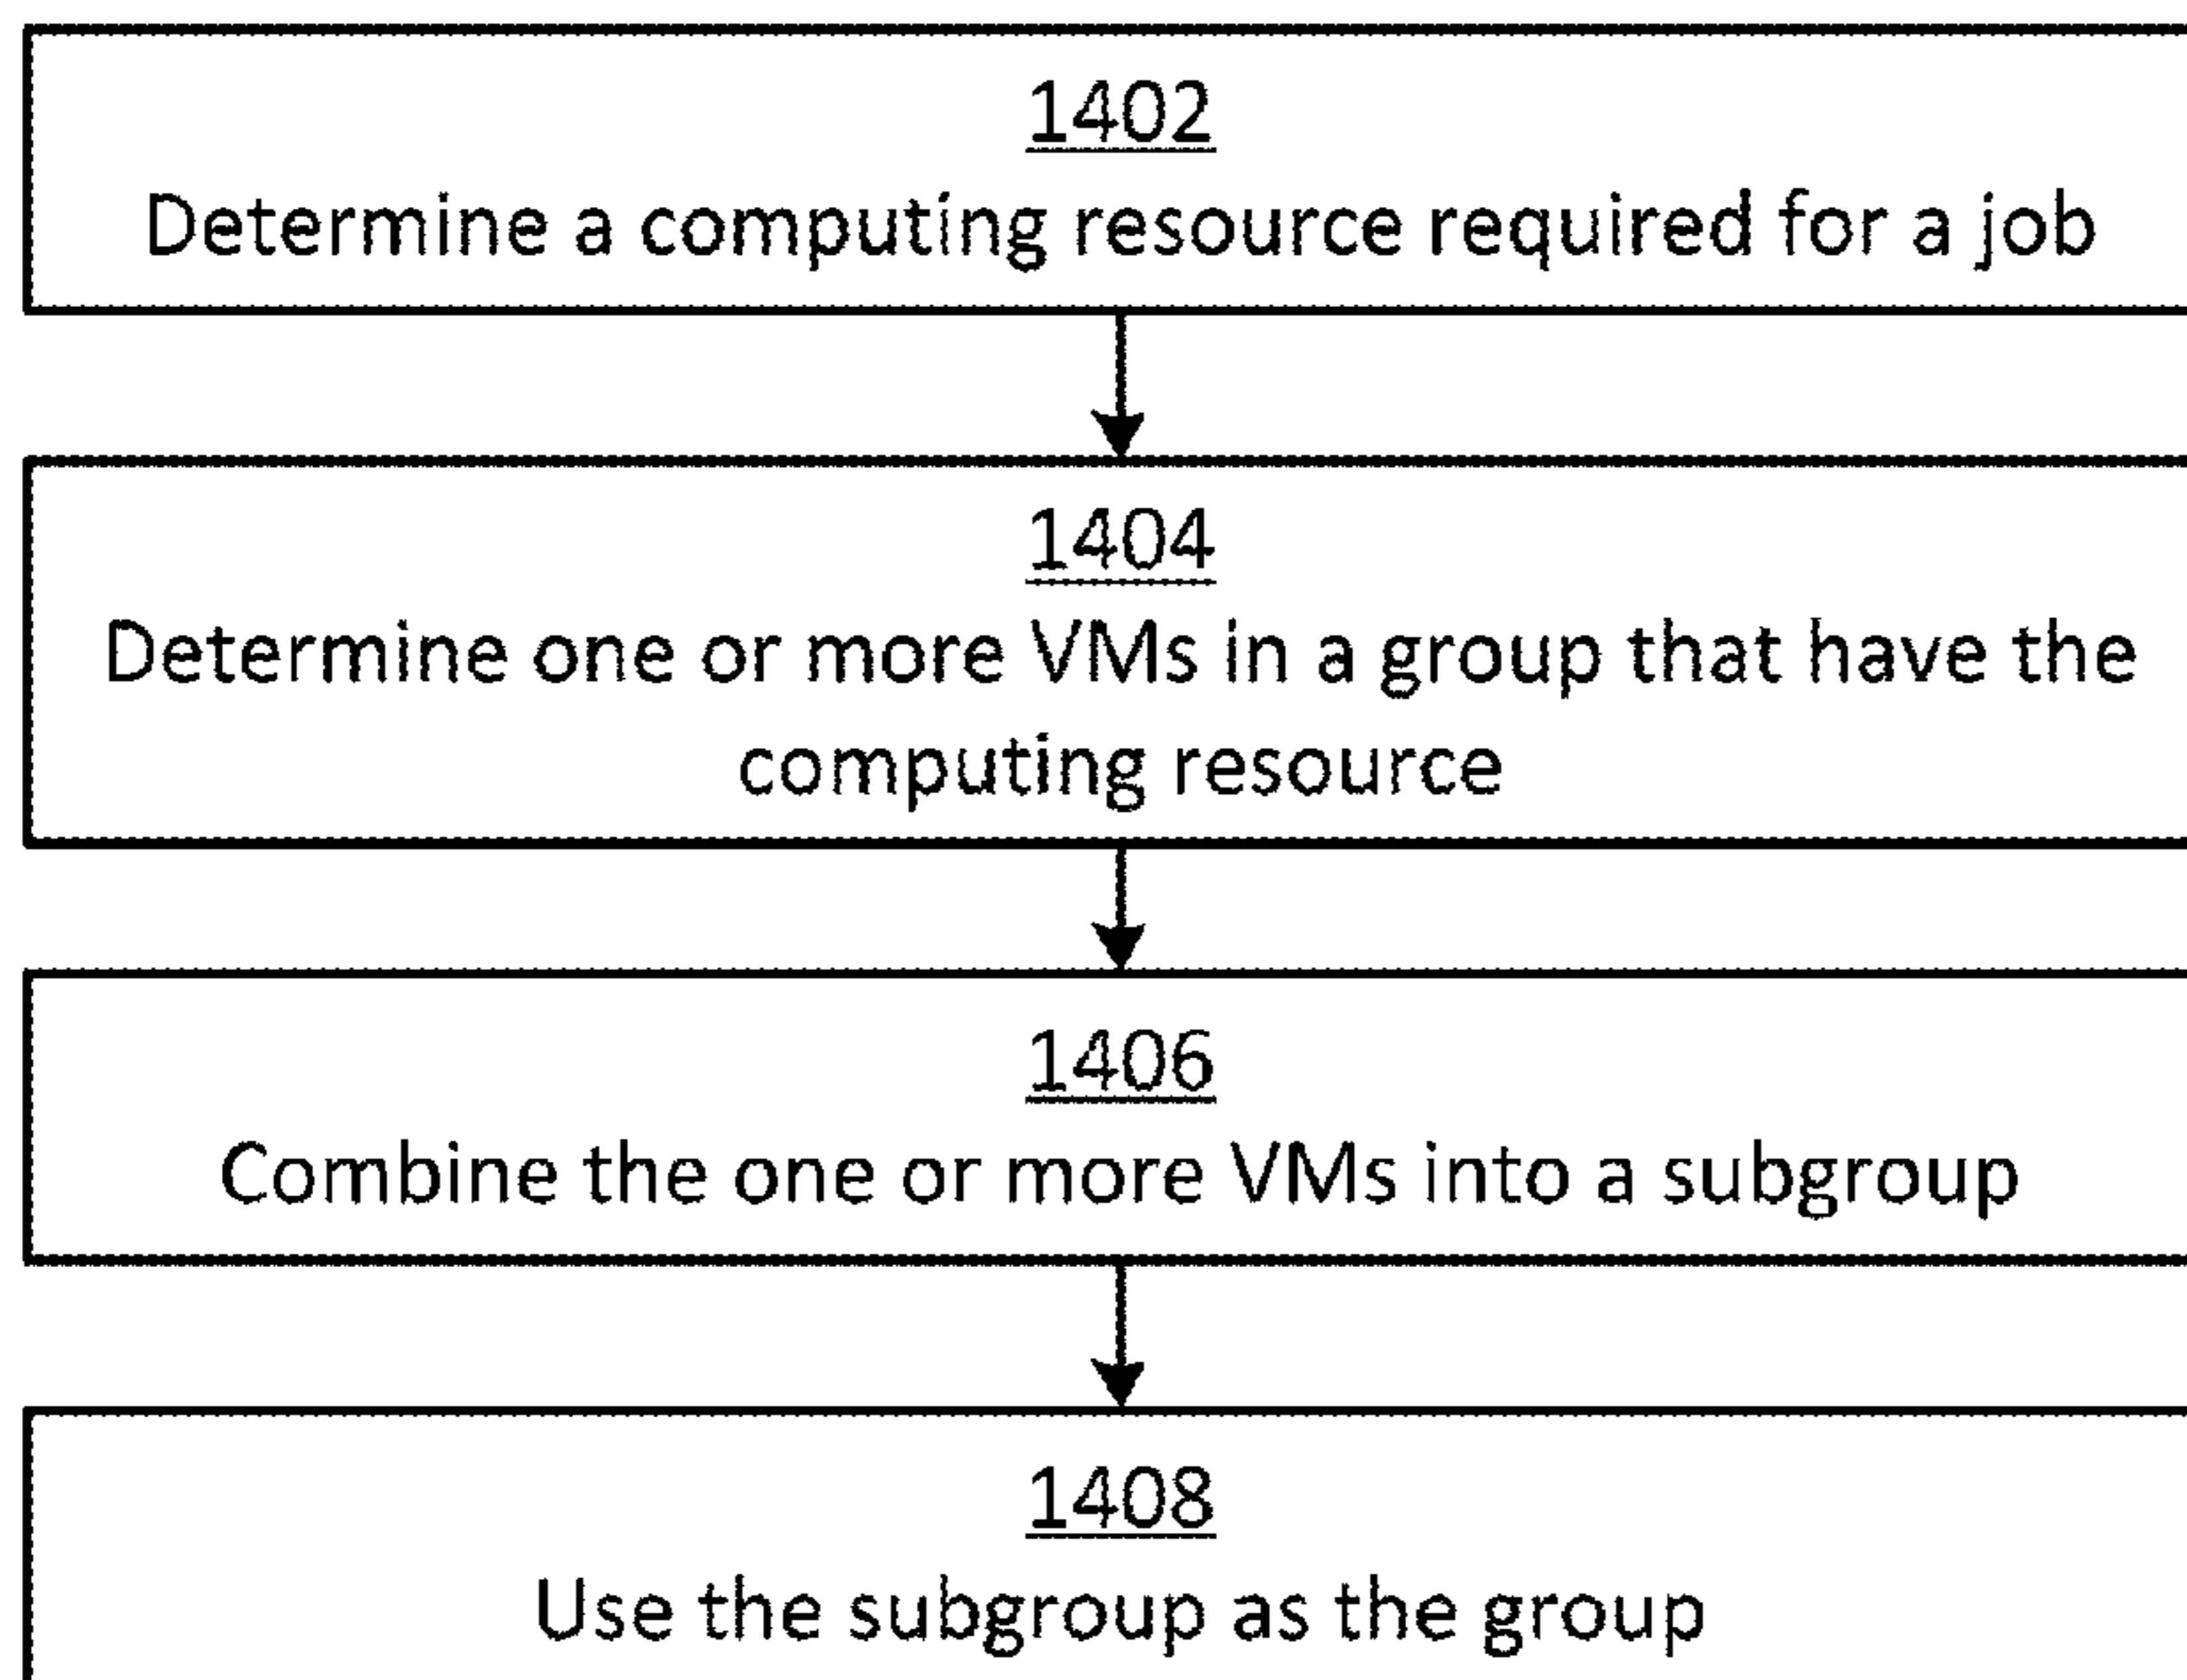 1402
Determine a computing resource required for a job
1404
Determine one or more VMs in a group that have the
computing resource
1406
Combine the one or more VMs into a subgroup
1408
Use the subgroup as the group